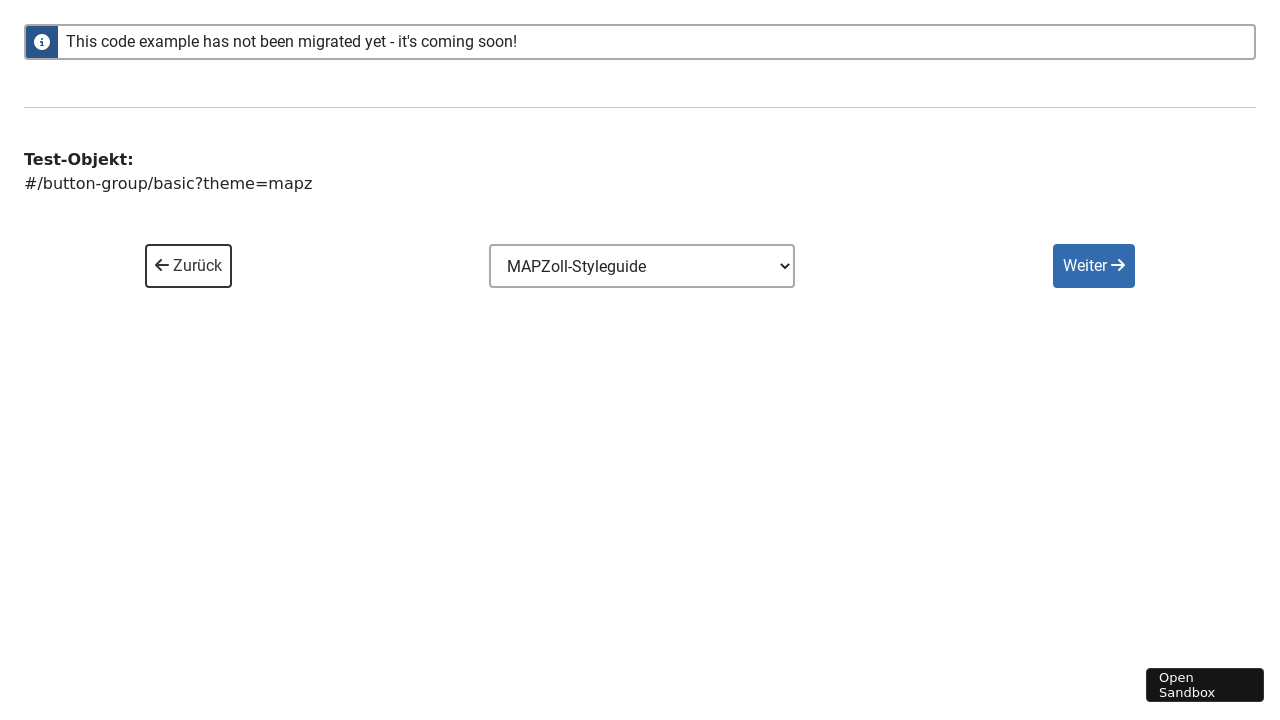 This code example has not been migrated yet - it's coming soon!
Test-Objekt:
#/button-group/basic?theme=mapz
Zurück
MAPZoll-Styleguide
Weiter
Open
Sandbox